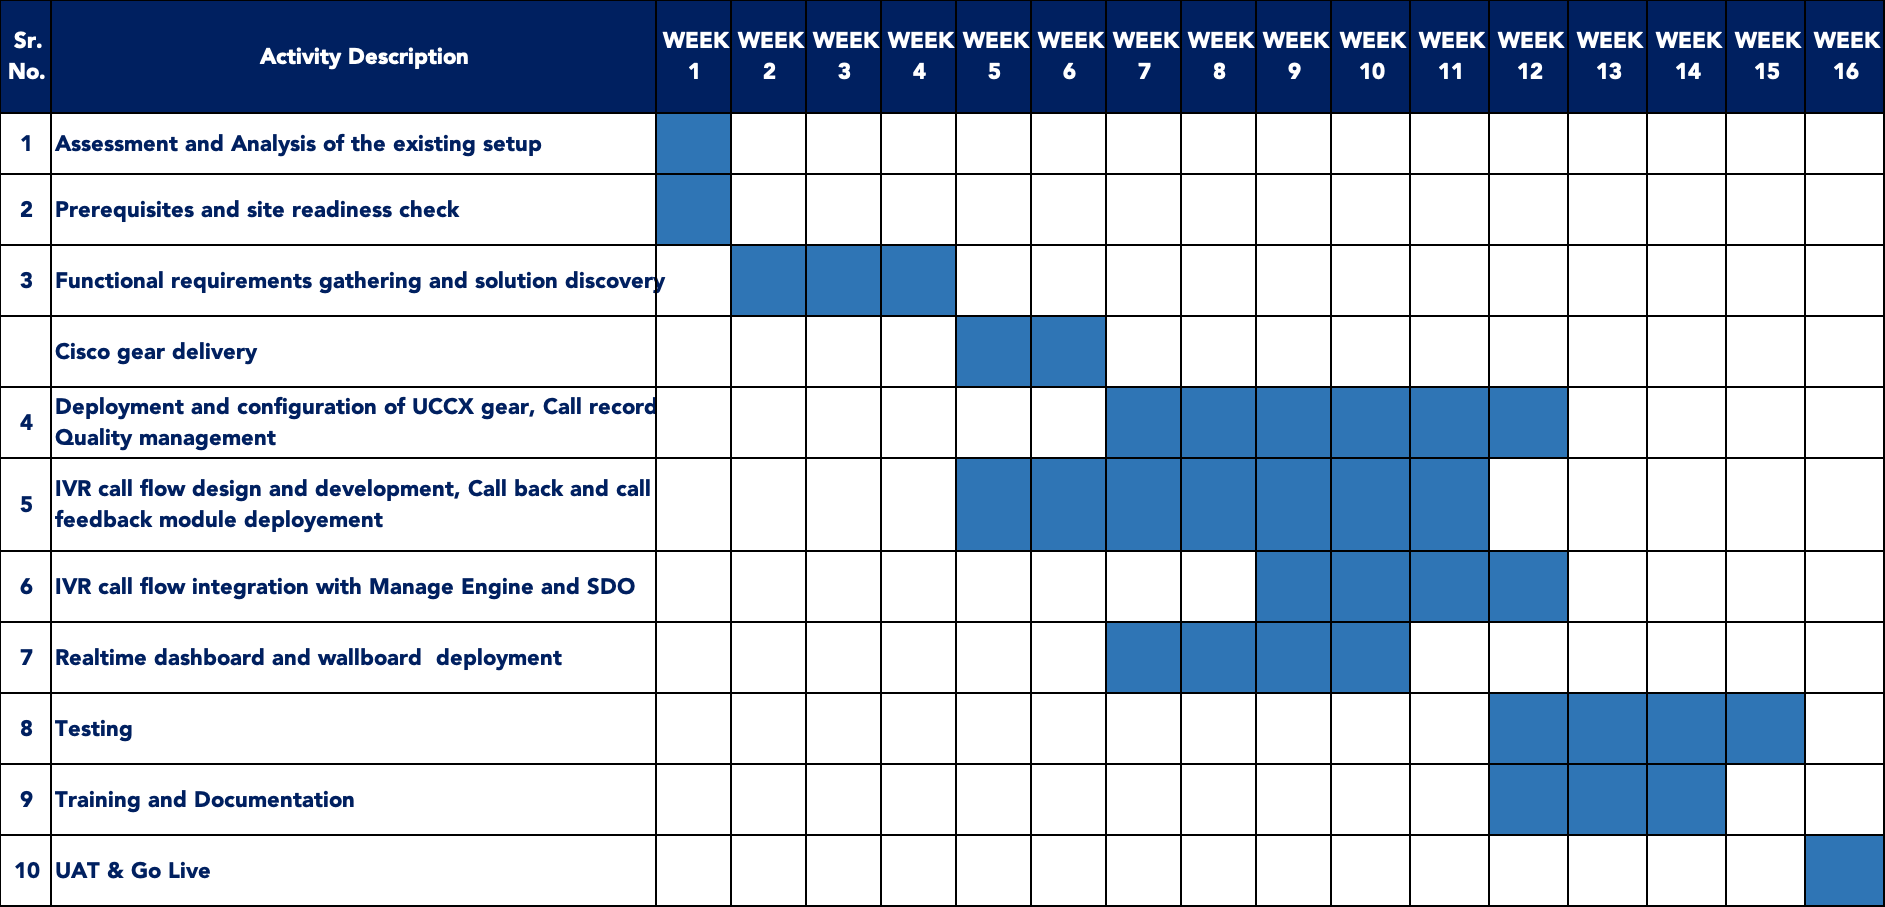 Sr. No. Activity Description WEEK 1 WEEK 2 WEEK 3 WEEK 4 WEEK 5 WEEK 6 WEEK 7 WEEK 8 WEEK 9 WEEK 10 WEEK 11 WEEK 12 WEEK 13 WEEK 14 WEEK 15 WEEK 16
1 Assessment and Analysis of the existing setup
2 Prerequisites and site readiness check
3 Functional requirements gathering and solution discovery
Cisco gear delivery
4 Deployment and configuration of UCCX gear, Call record
Quality management
5 IVR call flow design and development, Call back and call
feedback module deployement
6 IVR call flow integration with Manage Engine and SDO
7 Realtime dashboard and wallboard  deployment
8 Testing
9 Training and Documentation
10 UAT & Go Live